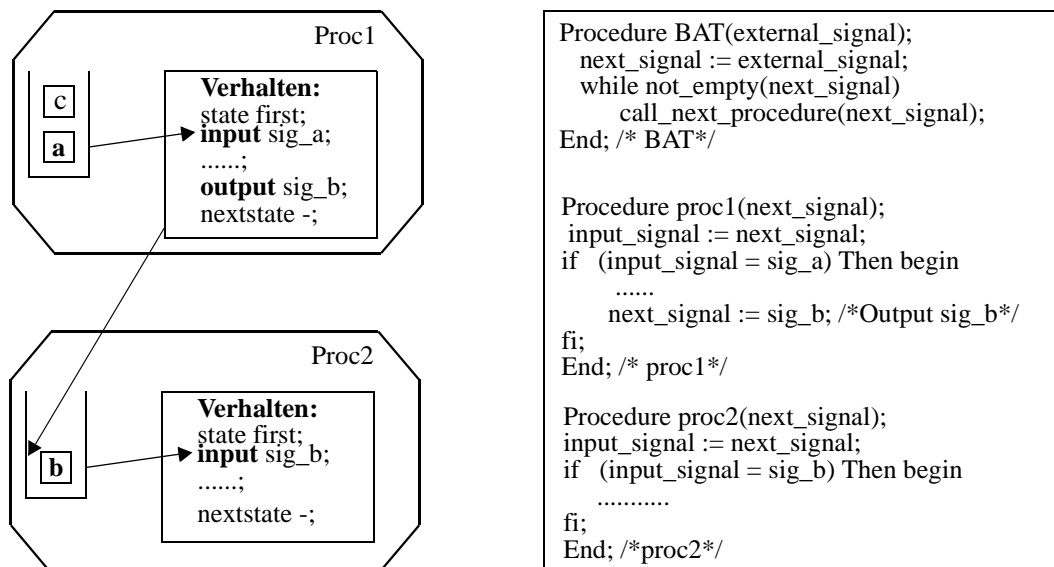 Proc1
c
a
Verhalten:
state first;
input sig_a;
......;
output sig_b;
nextstate -;
Proc2
b
Verhalten:
state first;
input sig_b;
......;
nextstate -;
Procedure BAT(external_signal);
next_signal := external_signal;
while not_empty(next_signal)
call_next_procedure(next_signal);
End; /* BAT*/
Procedure proc1(next_signal);
input_signal := next_signal;
if (input_signal = sig_a) Then begin
......
next_signal := sig_b; /*Output sig_b*/
fi;
End; /* proc1*/
Procedure proc2(next_signal);
input_signal := next_signal;
if (input_signal = sig_b) Then begin
...........
fi;
End; /*proc2*/